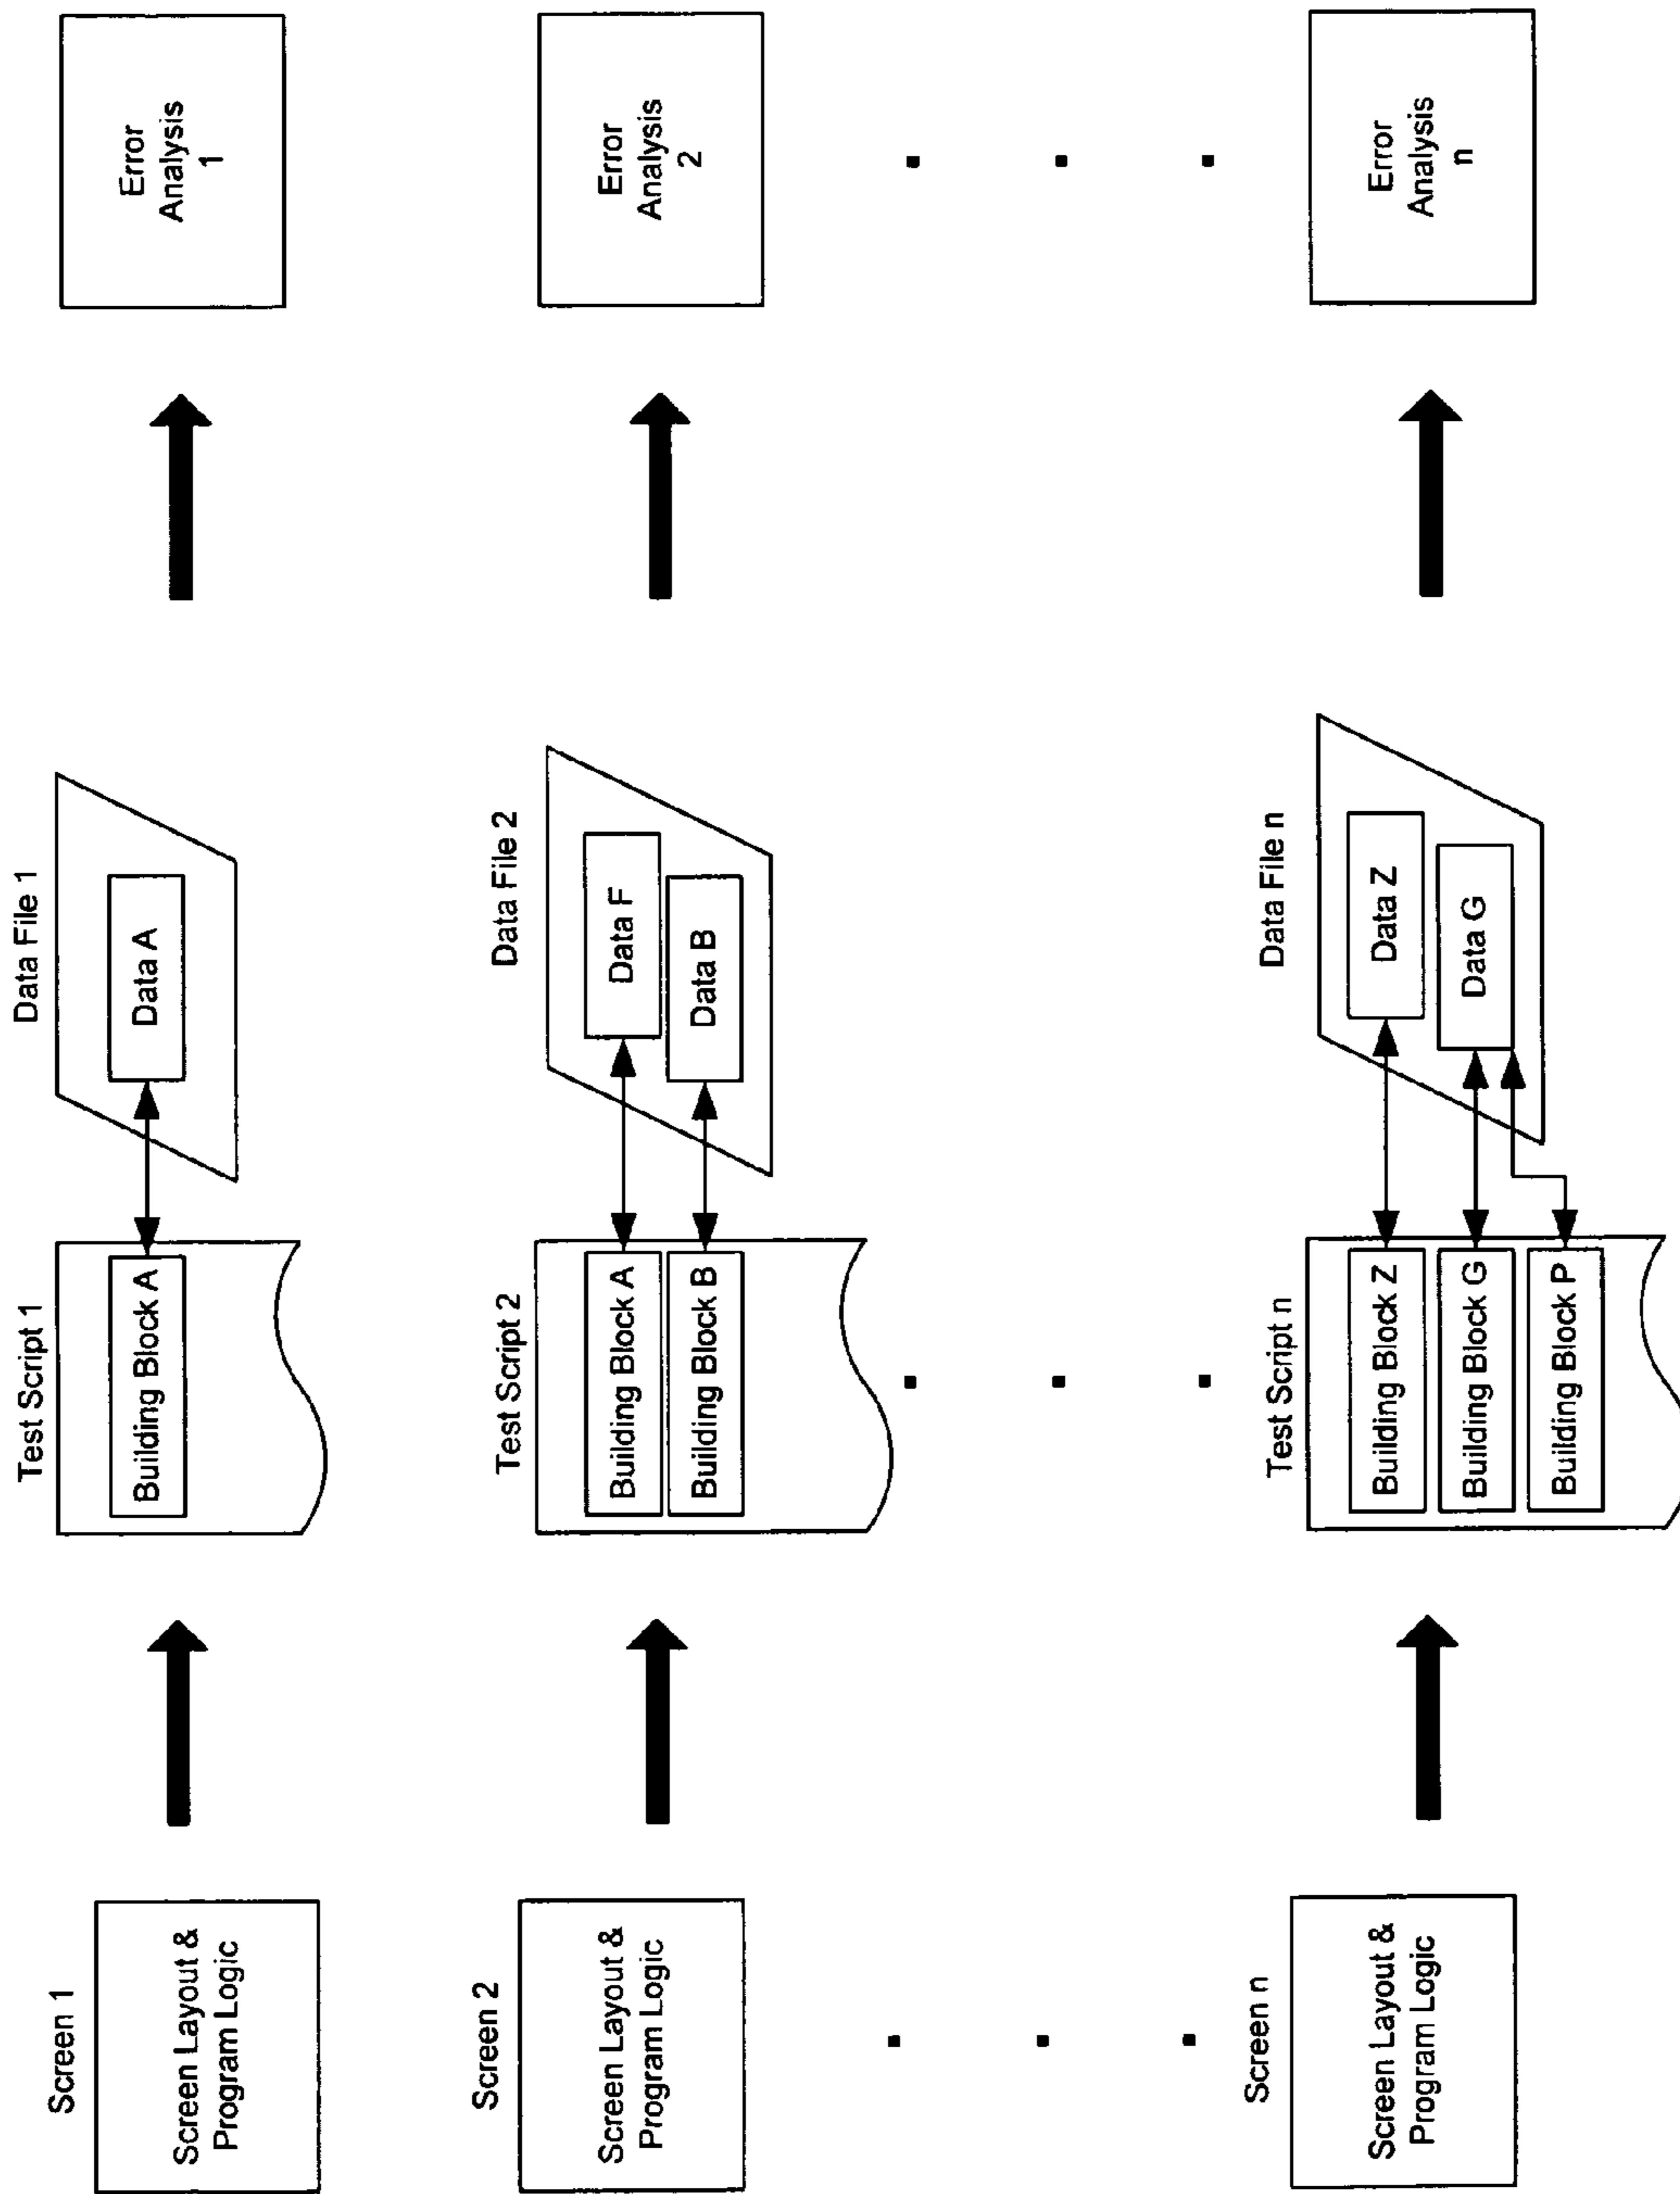 Screen 1
Screen Layout &
Program Logic
Test Script 1
Building Block A
Data File 1
Data A
Error
Analysis
1
Screen 2
Screen Layout &
Program Logic
Test Script 2
Building Block A
Building Block B
Data File 2
Data F
Data B
Error
Analysis
2
Screen n
Screen Layout &
Program Logic
Test Script n
Building Block Z
Building Block G
Building Block P
Data File n
Data Z
Data G
Error
Analysis
n